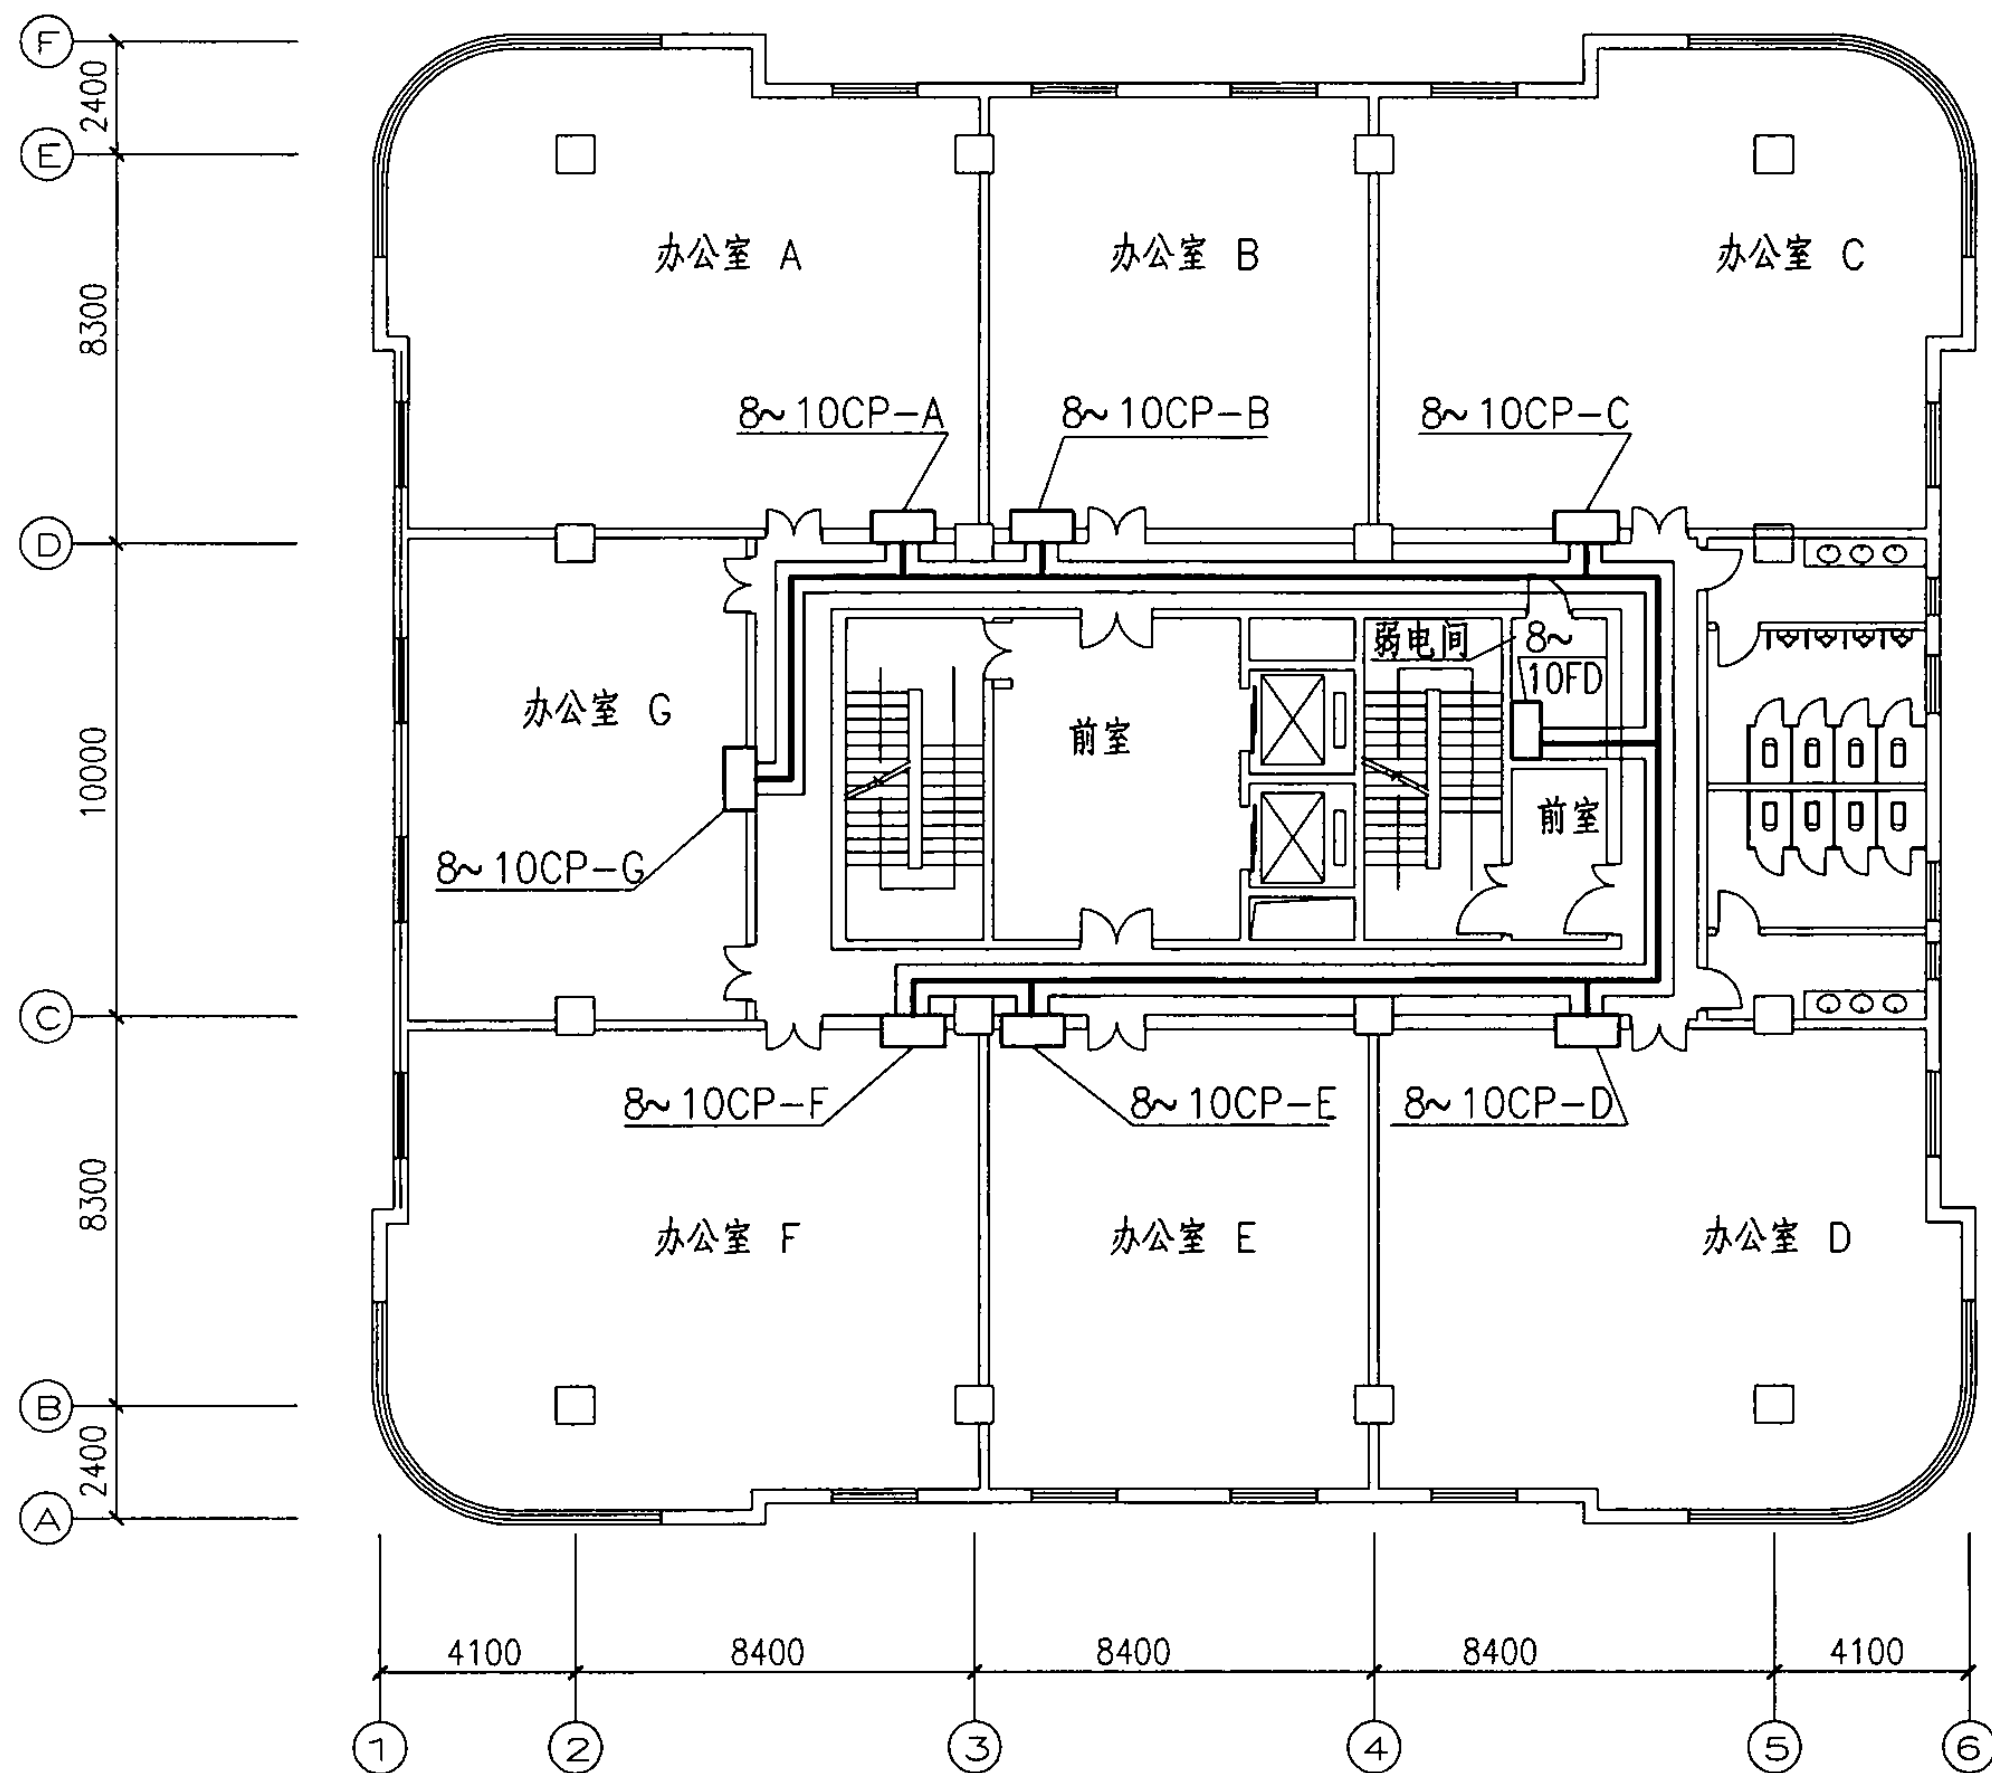 F
2400
E
办公室 A
办公室 B
办公室 C
8300
8~10CP-A
8~10CP-B
8~10CP-C
D
弱电间
8~
10FD
办公室 G
前室
10000
前室
8~10CP-G
C
8~10CP-F
8~10CP-E
8~10CP-D
8300
办公室 F
办公室 E
办公室 D
B
2400
A
4100
8400
8400
8400
4100
1
2
3
4
5
6